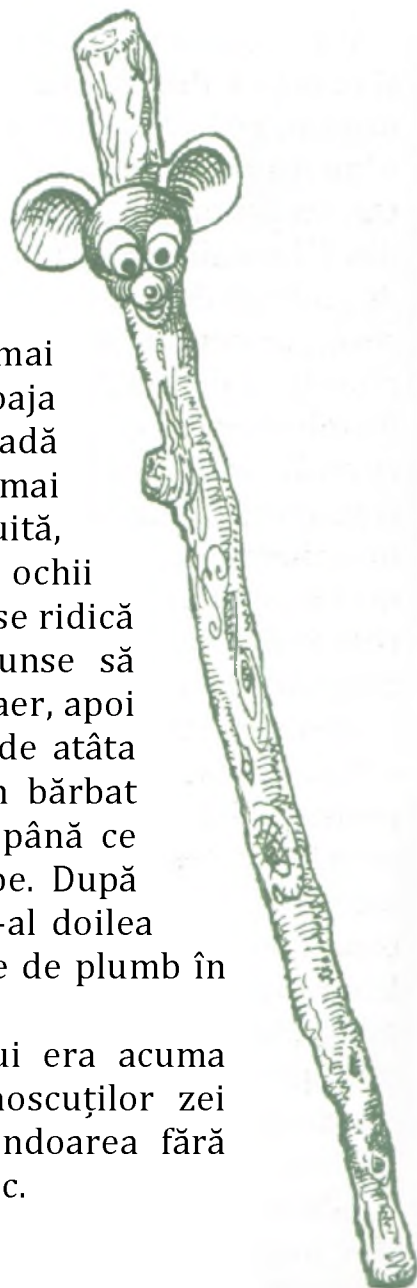 mai
baja
adă
mai
uită,
ochii
se ridică
unse să
aer, apoi
de atâta
bărbat
până ce
pe. După
-al doilea
de plumb în
ui era acuma
noscuților zei
ndoarea fără
c.